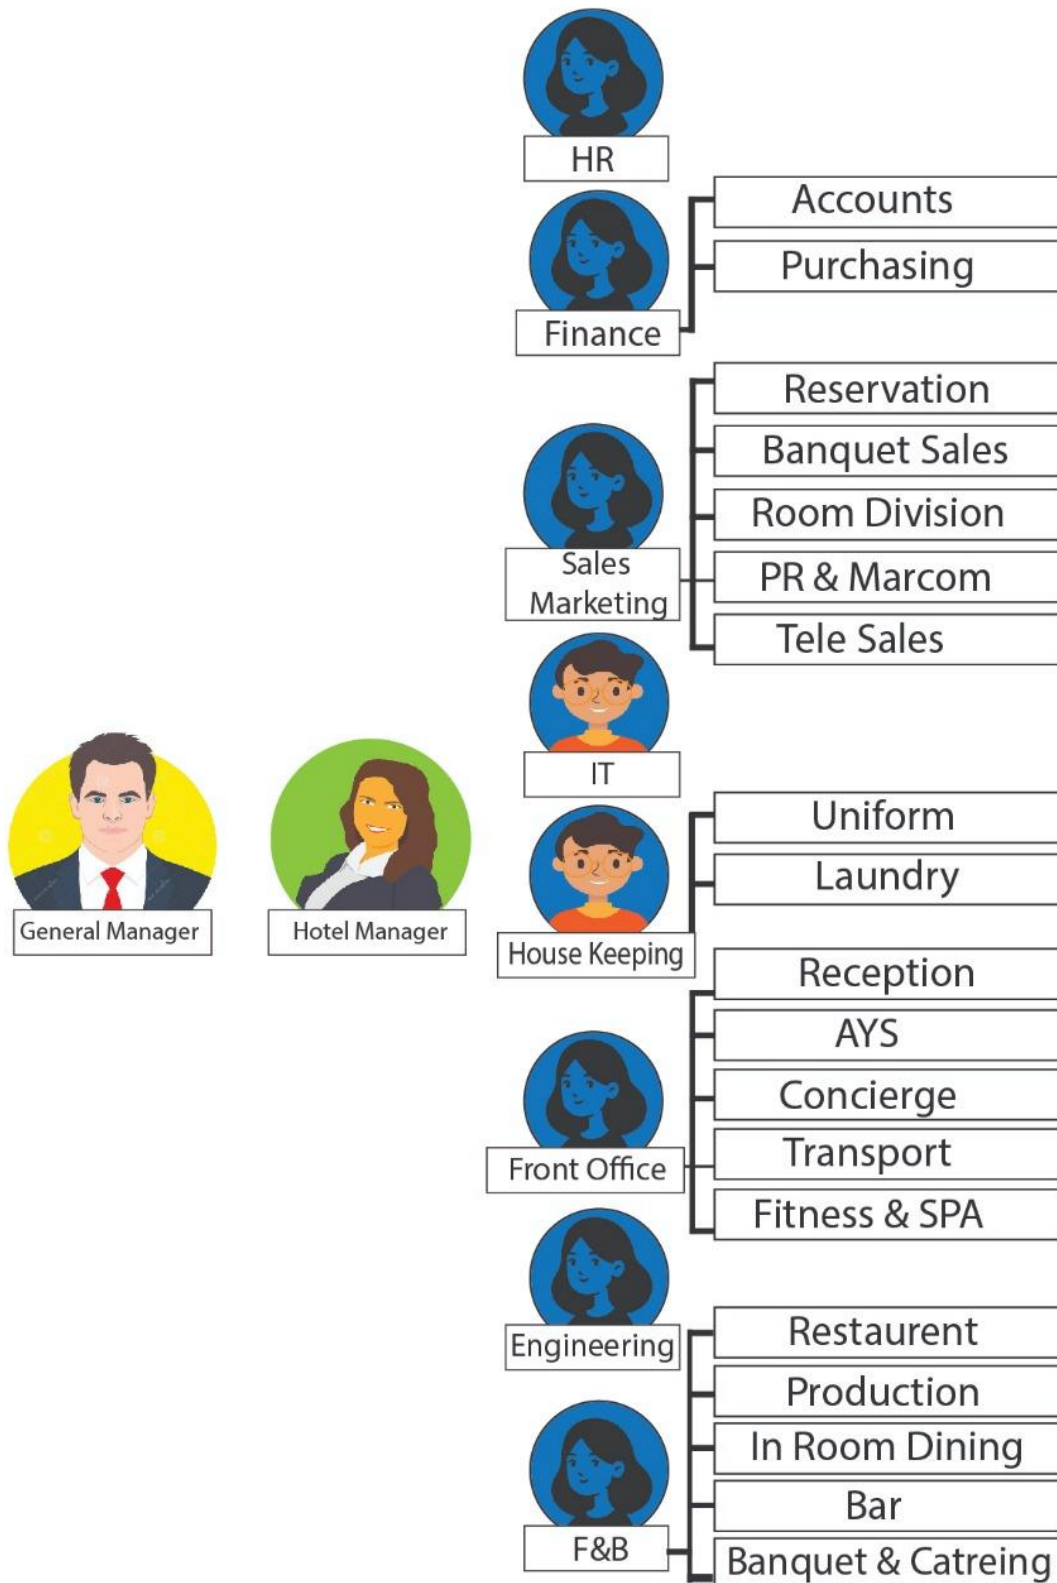 HR
Accounts
Purchasing
Finance
Reservation
Banquet Sales
Room Division
Sales
Marketing
PR & Marcom
Tele Sales
IT
Uniform
Laundry
General Manager
Hotel Manager
House Keeping
Reception
AYS
Concierge
Front Office
Transport
Fitness & SPA
Engineering
Restaurent
Production
In Room Dining
Bar
F&B
Banquet & Catreing